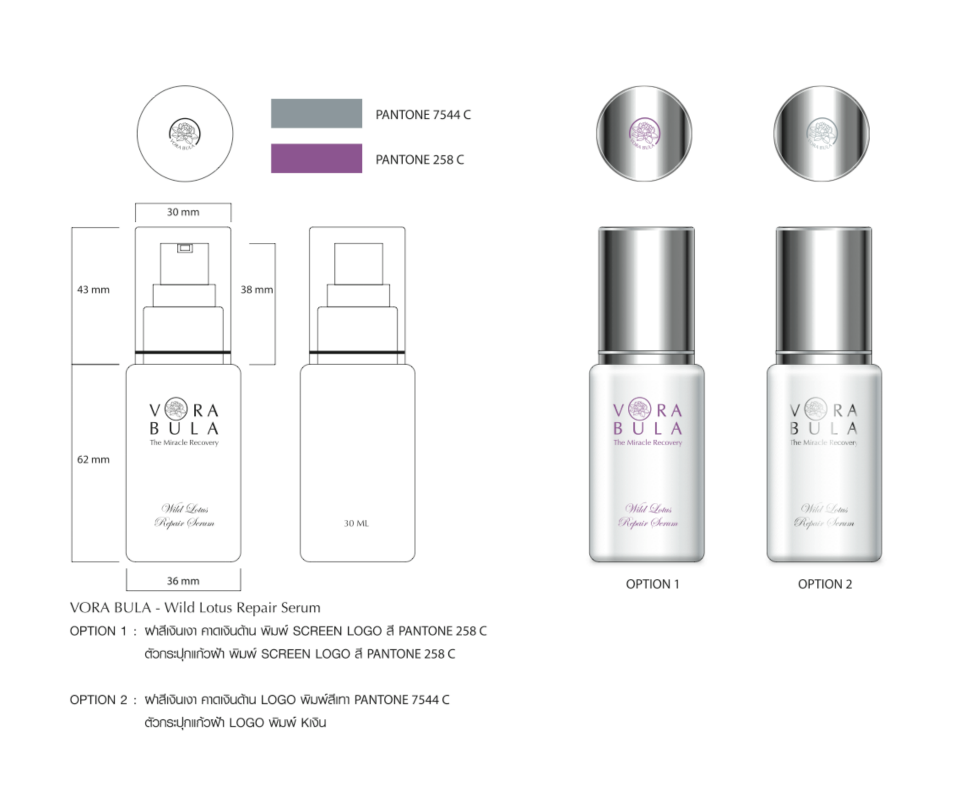 VORA BULA
PANTONE 7544 C
PANTONE 258 C
VORA BULA
VORA BULA
30 mm
43 mm
38 mm
VORA
BULA
The Miracle Recovery
62 mm
Wild Lotus
Repair Serum
30 ML
36 mm
VORA
BULA
The Miracle Recovery
Wild Lotus
Repair Serum
OPTION 1
VORA
BULA
The Miracle Recovery
Wild Lotus
Repair Serum
OPTION 2
VORA BULA - Wild Lotus Repair Serum
OPTION 1 : ฝาสีเงินเงา คาดเงินด้าน พิมพ์ SCREEN LOGO สี PANTONE 258 C
ตัวกระปุกแก้วฝ้า พิมพ์ SCREEN LOGO สี PANTONE 258 C
OPTION 2 : ฝาสีเงินเงา คาดเงินด้าน LOGO พิมพ์สีเทา PANTONE 7544 C
ตัวกระปุกแก้วฝ้า LOGO พิมพ์ Kเงิน